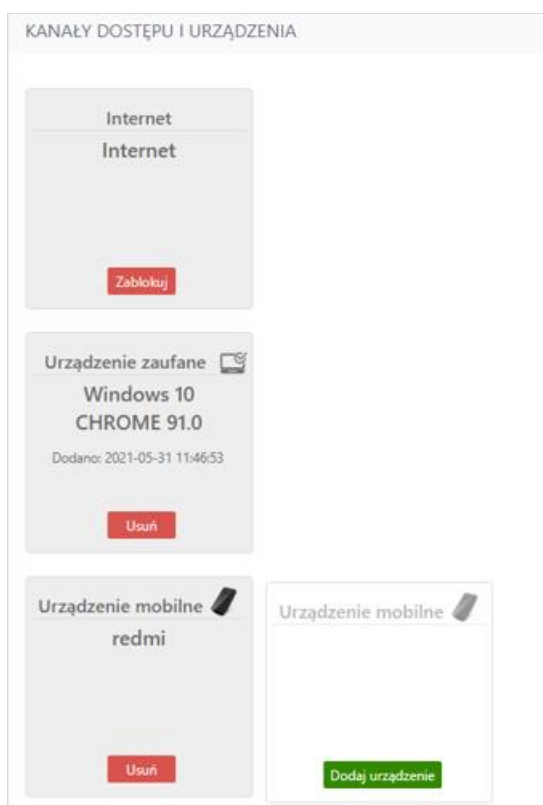 KANAŁY DOSTĘPU I URZĄDZENIA
Internet
Internet
Zablokuj
Urządzenie zaufane
Windows 10
CHROME 91.0
Dodano: 2021-05-31 11:46:53
Usuń
Urządzenie mobilne
redmi
Usuń
Urządzenie mobilne
Dodaj urządzenie